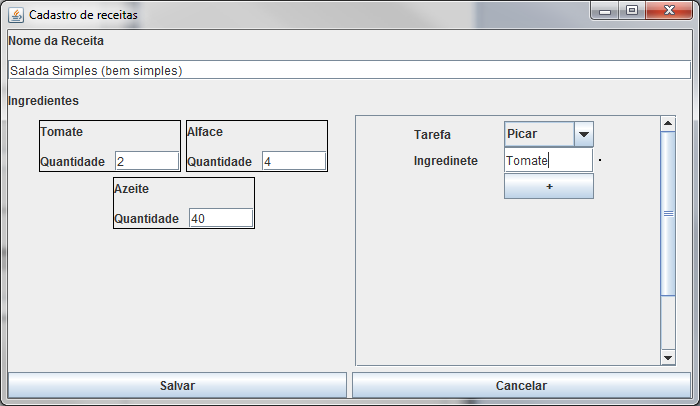 Cadastro de receitas
Nome da Receita
Salada Simples (bem simples)
Ingredientes
Tomate
Quantidade 2
Alface
Quantidade 4
Azeite
Quantidade 40
Tarefa Picar
Ingredinete Tomate .
+
Salvar Cancelar